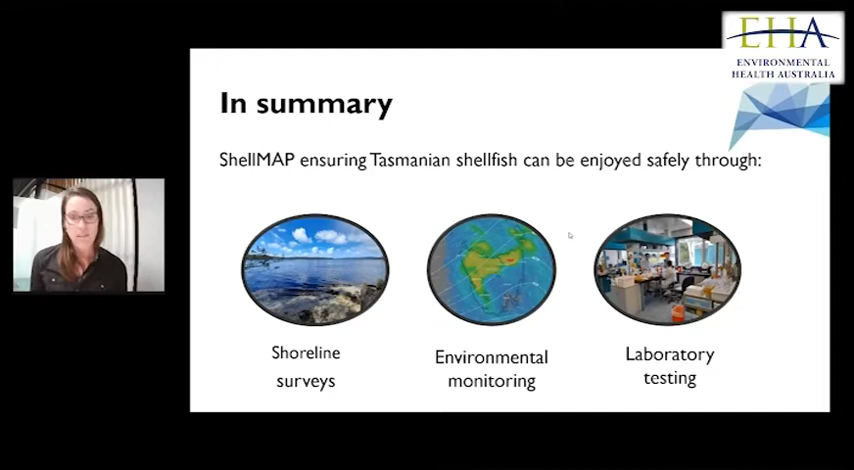 EHA
ENVIRONMENTAL
HEALTH AUSTRALIA
In summary
ShellMAP ensuring Tasmanian shellfish can be enjoyed safely through:
Shoreline
surveys
Environmental
monitoring
Laboratory
testing